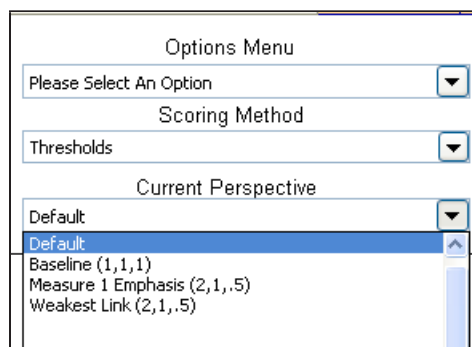 Options Menu
Please Select An Option
Scoring Method
Thresholds
Current Perspective
Default
Default
Baseline (1,1,1)
Measure 1 Emphasis (2,1,.5)
Weakest Link (2,1,.5)